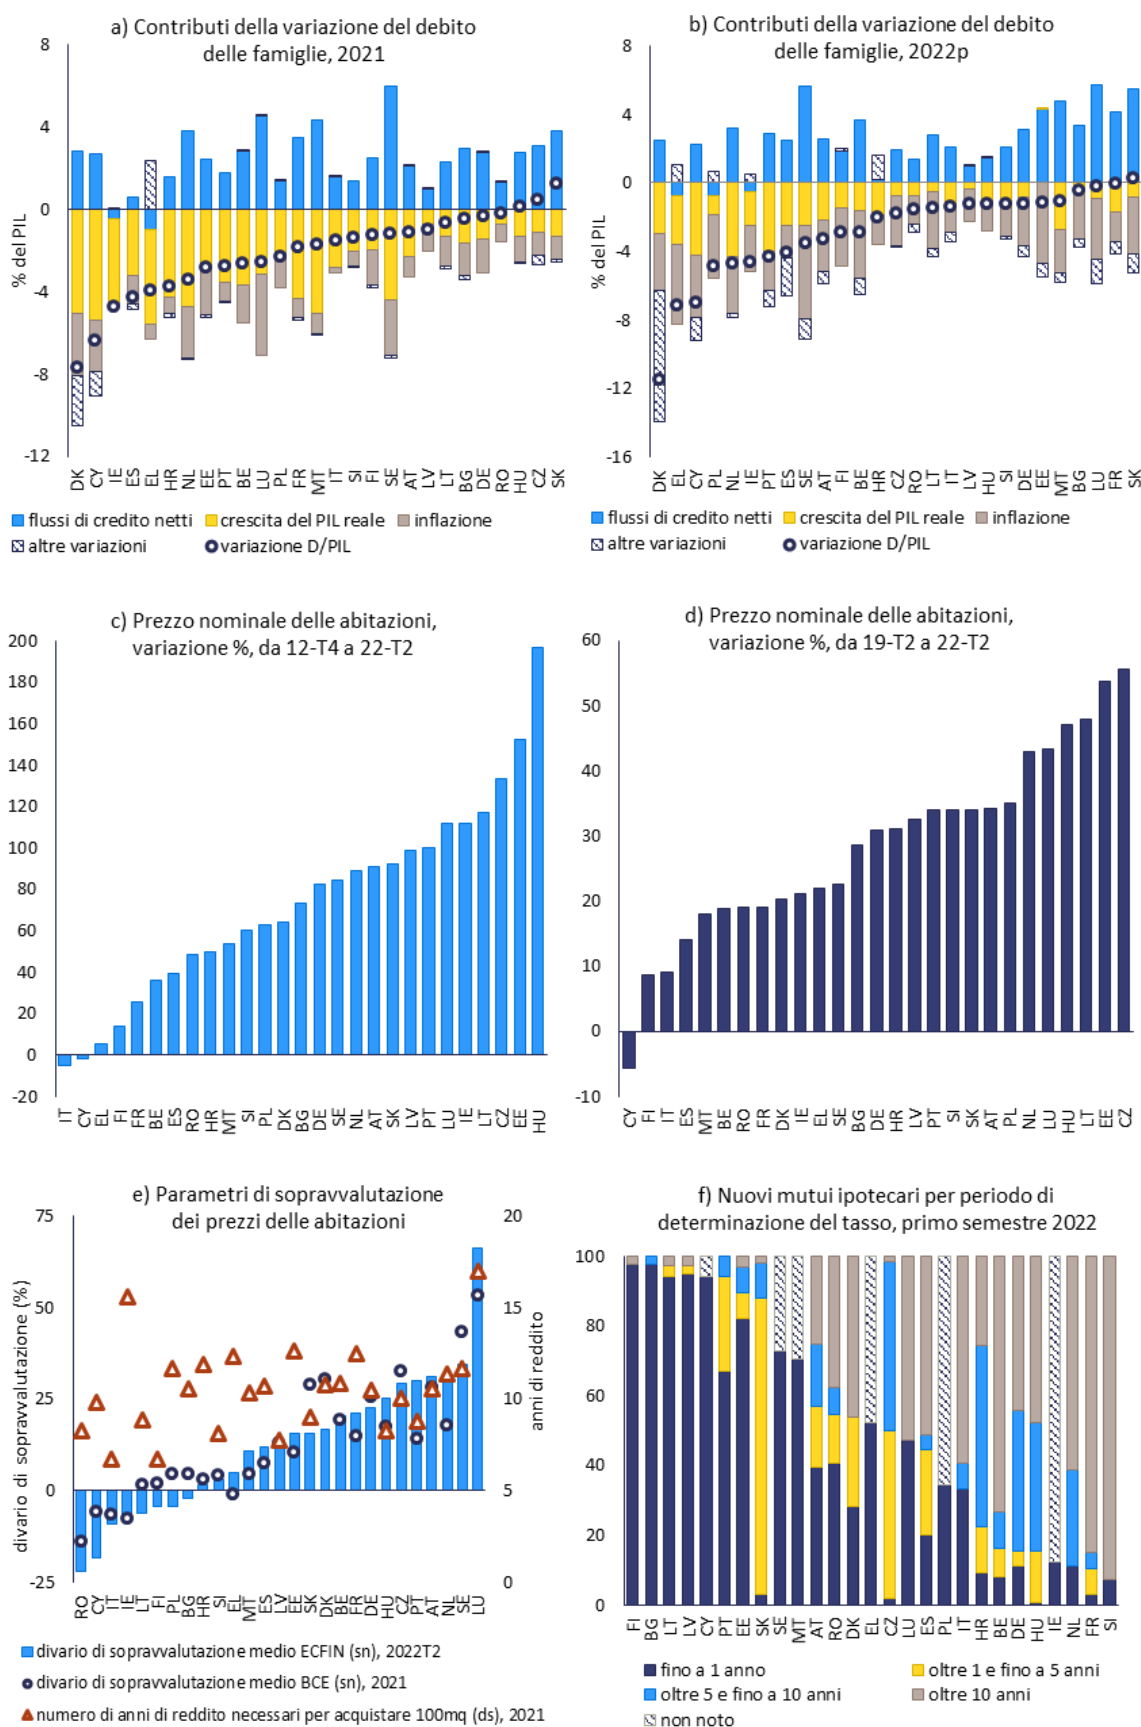 a) Contributi della variazione del debito
delle famiglie, 2021
8
4
0
-4
-8
-12
% del PIL
DK CY IE ES EL HR NL EE PT BE LU PL FR MT IT SI FI SE AT LV LT BG DE RO HU CZ SK
flussi di credito netti crescita del PIL reale inflazione
altre variazioni variazione D/PIL
b) Contributi della variazione del debito
delle famiglie, 2022p
8
4
0
-4
-8
-12
-16
% del PIL
DK EL CY PL NL IE PT ES SE AT FI BE HR CZ RO LT IT LV HU SI DE EE MT BG LU FR SK
flussi di credito netti crescita del PIL reale inflazione
altre variazioni variazione D/PIL
c) Prezzo nominale delle abitazioni,
variazione %, da 12-T4 a 22-T2
200
180
160
140
120
100
80
60
40
20
0
-20
IT CY EL FI FR BE ES RO HR MT SI PL DK BG DE SE NL AT SK LV PT LU IE LT CZ EE HU
d) Prezzo nominale delle abitazioni,
variazione %, da 19-T2 a 22-T2
60
50
40
30
20
10
0
-10
CY FI IT ES MT BE RO FR DK IE EL SE BG DE HR LV PT SI SK AT PL NL LU HU LT EE CZ
e) Parametri di sopravvalutazione
dei prezzi delle abitazioni
75
50
25
0
-25
divario di sopravvalutazione (%)
20
15
10
5
0
anni di reddito
RO CY IT IE LT FI PL BG HR SI EL MT ES LV EE SK DK BE FR DE HU CZ PT AT NL SE LU
divario di sopravvalutazione medio ECFIN (sn), 2022T2
divario di sopravvalutazione medio BCE (sn), 2021
numero di anni di reddito necessari per acquistare 100mq (ds), 2021
f) Nuovi mutui ipotecari per periodo di
determinazione del tasso, primo semestre 2022
100
80
60
40
20
0
FI BG LT LV CY PT EE SK SE MT AT RO DK EL CZ LU ES PL IT HR BE DE HU IE NL FR SI
fino a 1 anno oltre 1 e fino a 5 anni
oltre 5 e fino a 10 anni oltre 10 anni
non noto